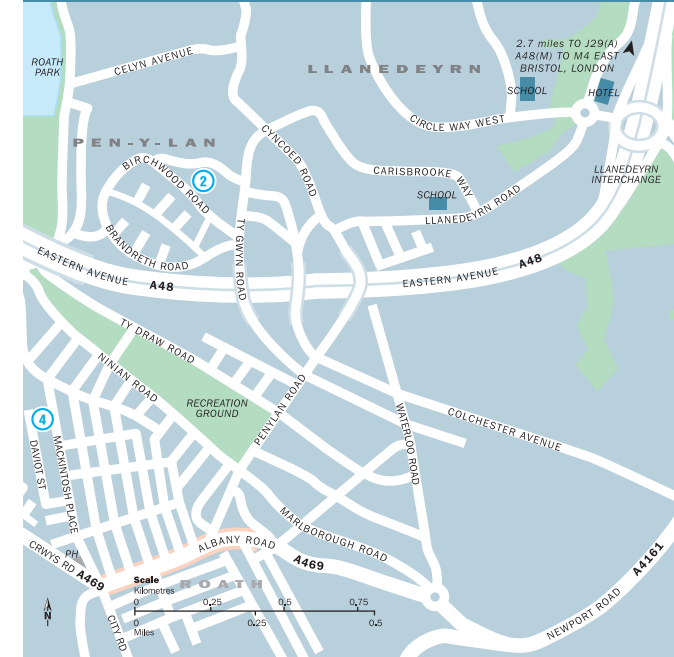 ROATH
PARK
CELYN AVENUE
LLANEDEYRN
2.7 miles TO J29(A)
A48(M) TO M4 EAST
BRISTOL, LONDON
SCHOOL
HOTEL
CIRCLE WAY WEST
PEN-Y-LAN
CYNCOED ROAD
BIRCHWOOD ROAD
2
CARISBROOKE WAY
LLANEDEYRN
INTERCHANGE
SCHOOL
LLANEDEYRN ROAD
BRANDRETH ROAD
TY GWYN ROAD
EASTERN AVENUE A48
EASTERN AVENUE A48
TY DRAW ROAD
NINIAN ROAD
RECREATION
GROUND
PENYLAN ROAD
WATERLOO ROAD
COLCHESTER AVENUE
4
DAVIOT ST
MACKINTOSH PLACE
MARLBOROUGH ROAD
ALBANY ROAD
A469
PH
CRWYS RD A469
ROATH
Scale
Kilometres
0 0.25 0.5 0.75
0 0.25 0.5
Miles
N
CITY RD
NEWPORT ROAD
A4161